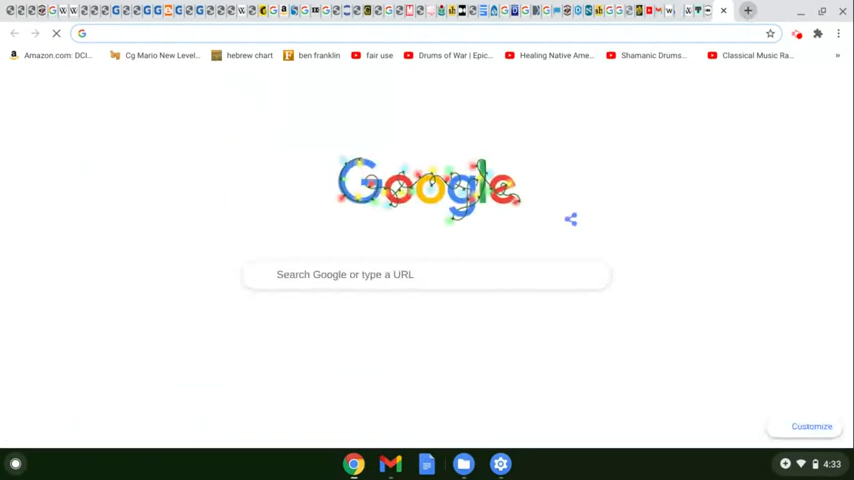 Amazon.com: DCI... Cg Mario New Level... hebrew chart ben franklin fair use Drums of War | Epic... Healing Native Ame... Shamanic Drums... Classical Music Ra... »
Google
Search Google or type a URL
Customize
4:33